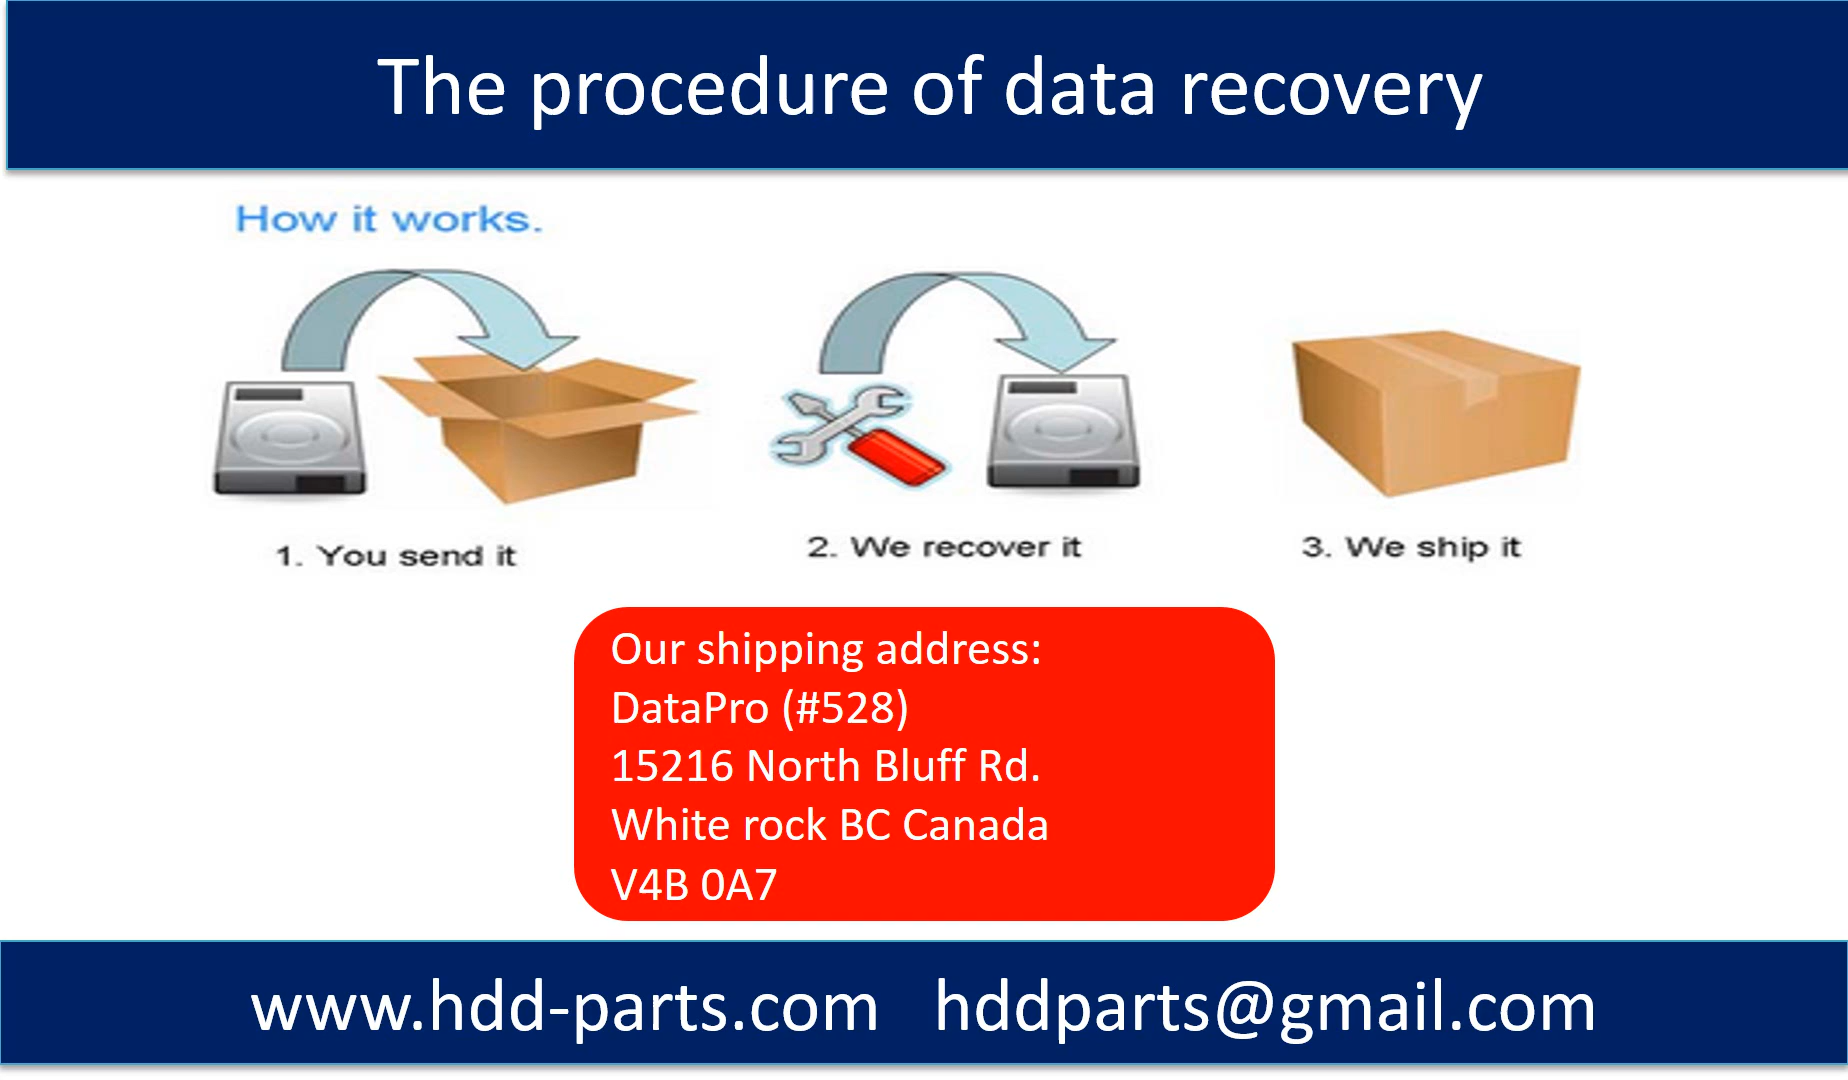 The procedure of data recovery
How it works.
1. You send it
2. We recover it
3. We ship it
Our shipping address:
DataPro (#528)
15216 North Bluff Rd.
White rock BC Canada
V4B 0A7
www.hdd-parts.com hddparts@gmail.com